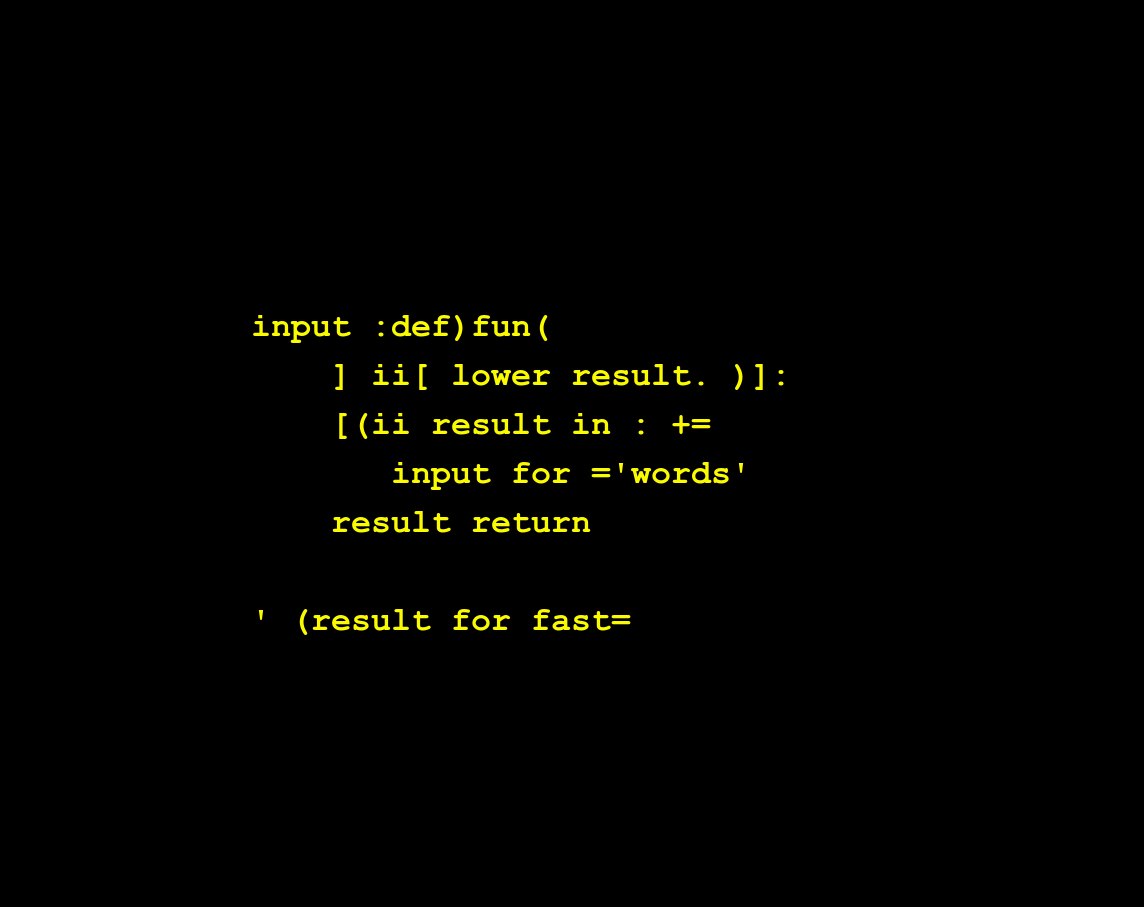 input :def)fun(
    ] ii[ lower result. )]:
    [(ii result in : +=
       input for ='words'
    result return

' (result for fast=